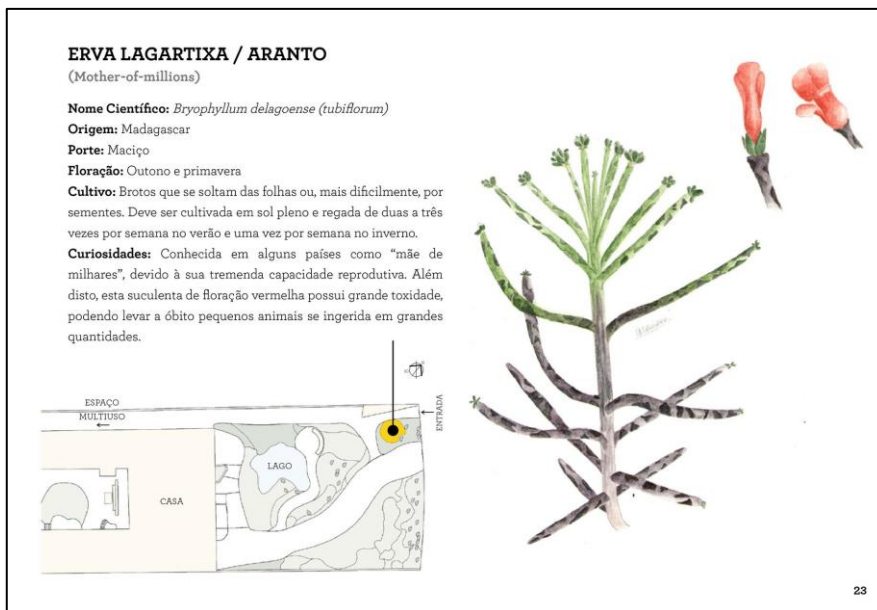 ERVA LAGARTIXA / ARANTO
(Mother-of-millions)
Nome Científico: Bryophyllum delagoense (tubiflorum)
Origem: Madagascar
Porte: Maciço
Floração: Outono e primavera
Cultivo: Brotos que se soltam das folhas ou, mais dificilmente, por
sementes. Deve ser cultivada em sol pleno e regada de duas a três
vezes por semana no verão e uma vez por semana no inverno.
Curiosidades: Conhecida em alguns países como “mãe de
milhares”, devido à sua tremenda capacidade reprodutiva. Além
disto, esta suculenta de floração vermelha possui grande toxidade,
podendo levar a óbito pequenos animais se ingerida em grandes
quantidades.
ESPAÇO
MULTIUSO
ENTRADA
LAGO
CASA
23